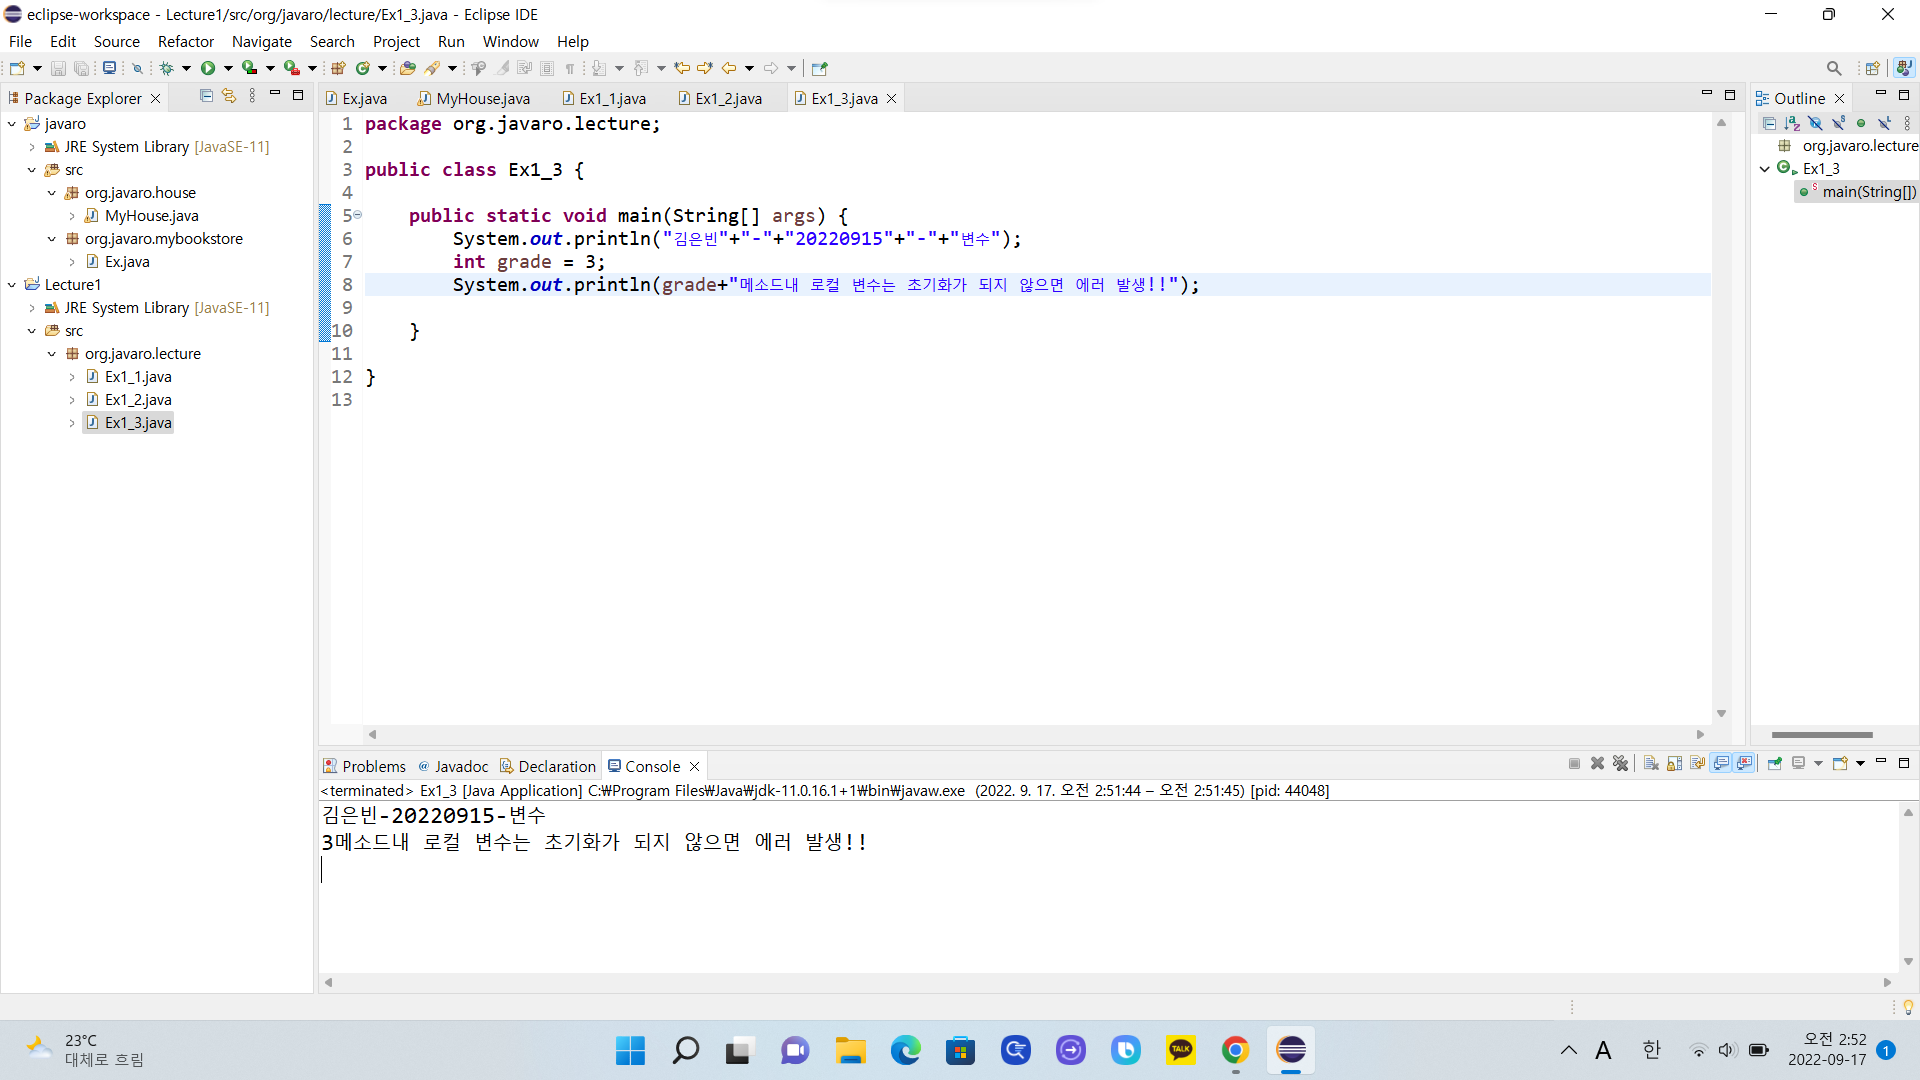 eclipse-workspace - Lecture1/src/org/javaro/lecture/Ex1_3.java - Eclipse IDE
File Edit Source Refactor Navigate Search Project Run Window Help
Package Explorer
javaro
JRE System Library [JavaSE-11]
src
org.javaro.house
MyHouse.java
org.javaro.mybookstore
Ex.java
Lecture1
JRE System Library [JavaSE-11]
src
org.javaro.lecture
Ex1_1.java
Ex1_2.java
Ex1_3.java
Ex.java MyHouse.java Ex1_1.java Ex1_2.java Ex1_3.java
1 package org.javaro.lecture;
2
3 public class Ex1_3 {
4
5 public static void main(String[] args) {
6 System.out.println("김은빈"+"-"+"20220915"+"-"+"변수");
7 int grade = 3;
8 System.out.println(grade+"메소드내 로컬 변수는 초기화가 되지 않으면 에러 발생!!");
9
10 }
11
12 }
13
Outline
org.javaro.lecture
Ex1_3
main(String[])
Problems @ Javadoc Declaration Console
<terminated> Ex1_3 [Java Application] C:₩Program Files₩Java₩jdk-11.0.16.1+1₩bin₩javaw.exe (2022. 9. 17. 오전 2:51:44 – 오전 2:51:45) [pid: 44048]
김은빈-20220915-변수
3메소드내 로컬 변수는 초기화가 되지 않으면 에러 발생!!
23°C
대체로 흐림
TALK
A 한
오전 2:52
2022-09-17
1